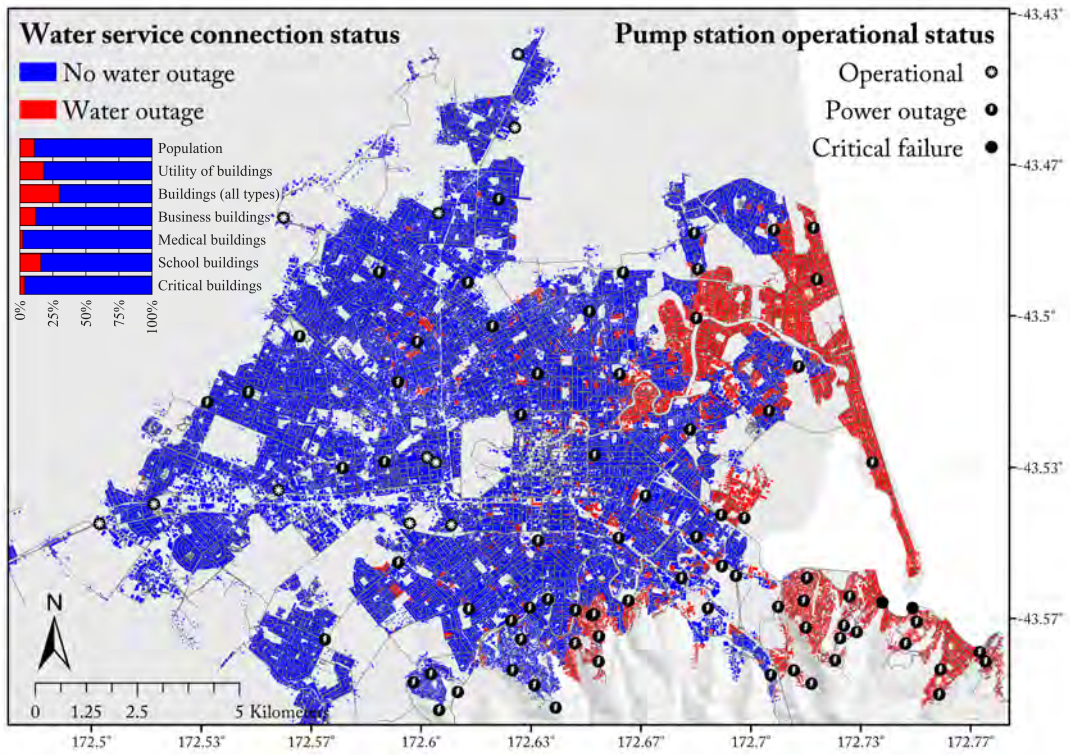 Water service connection status
No water outage
Water outage
Population
Utility of buildings
Buildings (all types)
Business buildings
Medical buildings
School buildings
Critical buildings
0%
25%
50%
75%
100%
Pump station operational status
Operational
Power outage
Critical failure
-43.43°
-43.47°
-43.5°
-43.53°
-43.57°
N
0 1.25 2.5 5 Kilometers
172.5° 172.53° 172.57° 172.6° 172.63° 172.67° 172.7° 172.73° 172.77°